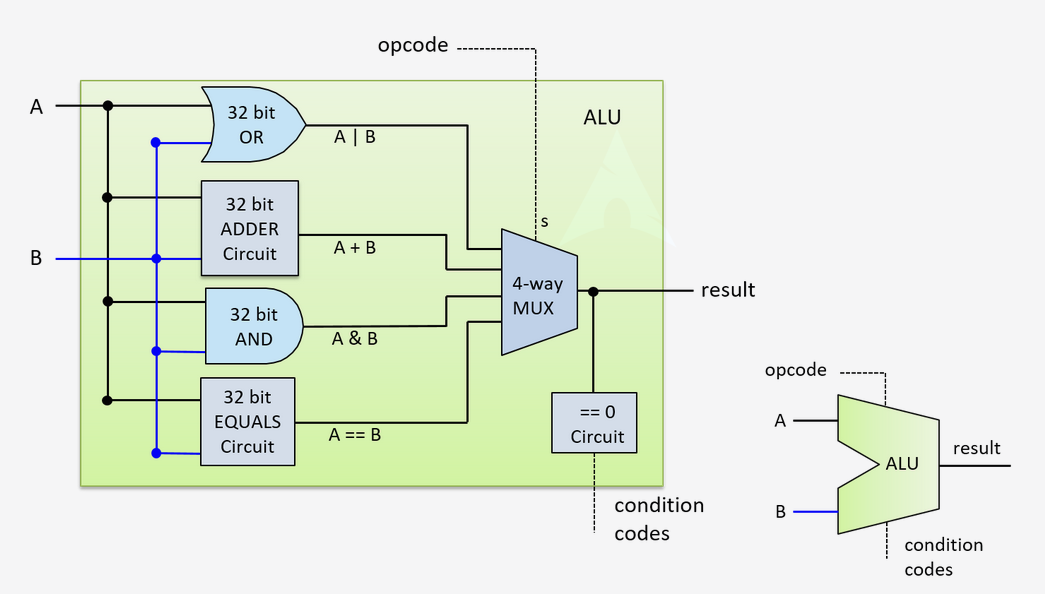 opcode
A
32 bit
OR
A | B
ALU
32 bit
ADDER
Circuit
A + B
s
B
4-way
MUX
result
32 bit
AND
A & B
32 bit
EQUALS
Circuit
A == B
== 0
Circuit
condition
codes
opcode
A
ALU
result
B
condition
codes